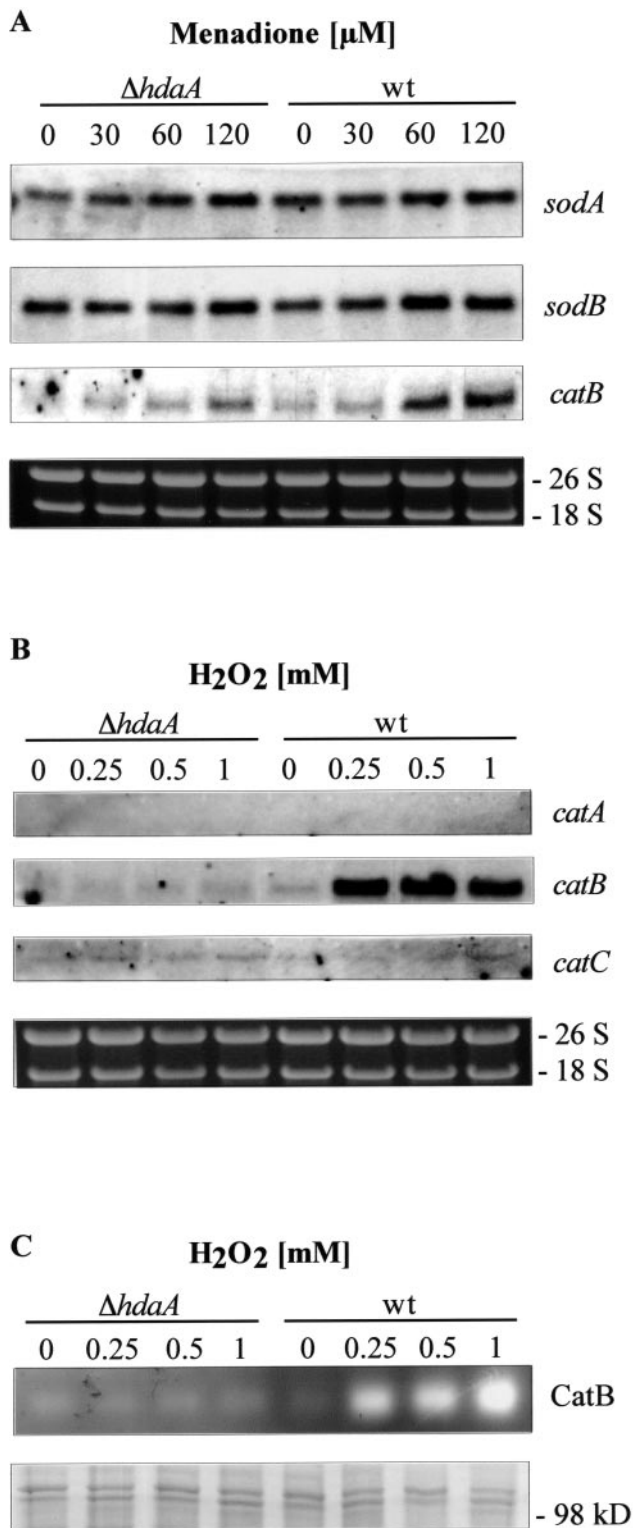 A
Menadione [μM]
ΔhdaA wt
0 30 60 120 0 30 60 120
sodA
sodB
catB
- 26 S
- 18 S
B
H2O2 [mM]
ΔhdaA wt
0 0.25 0.5 1 0 0.25 0.5 1
catA
catB
catC
- 26 S
- 18 S
C
H2O2 [mM]
ΔhdaA wt
0 0.25 0.5 1 0 0.25 0.5 1
CatB
- 98 kD